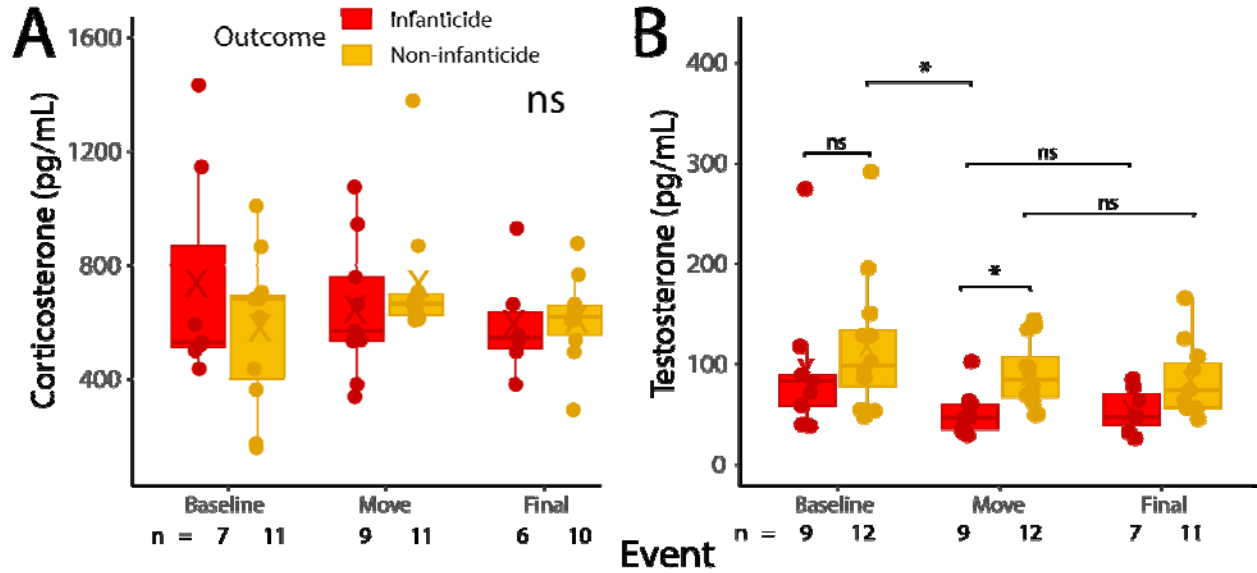 A
Outcome
Infanticide
Non-infanticide
ns
Corticosterone (pg/mL)
1600
1200
800
400
Baseline
Move
Final
n = 7 11 9 11 6 10
B
Testosterone (pg/mL)
400
300
200
100
0
*
ns
ns
ns
*
Baseline
Move
Final
n = 9 12 9 12 7 11
Event